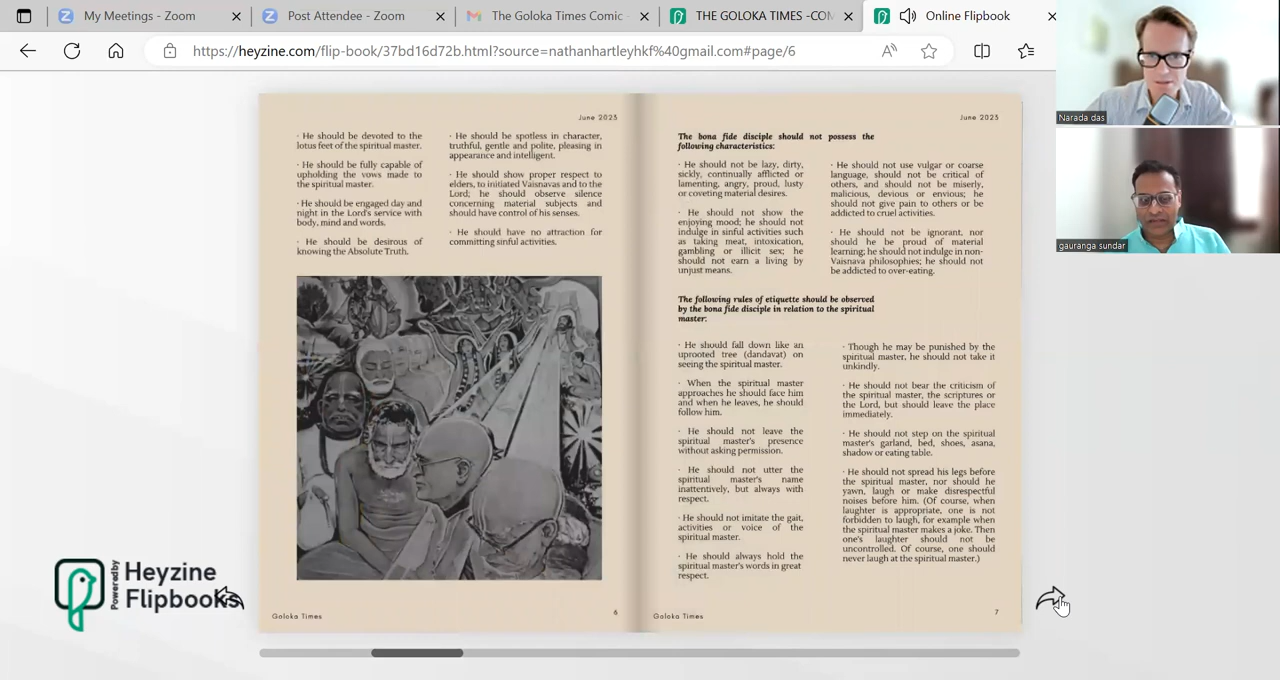 My Meetings - Zoom
Post Attendee - Zoom
The Goloka Times Comic -
THE GOLOKA TIMES -COM
Online Flipbook
https://heyzine.com/flip-book/37bd16d72b.html?source=nathanhartleyhkf%40gmail.com#page/6
June 2023
· He should be devoted to the
lotus feet of the spiritual master.
· He should be fully capable of
upholding the vows made to
the spiritual master.
· He should be engaged day and
night in the Lord's service with
body, mind and words.
· He should be desirous of
knowing the Absolute Truth.
· He should be spotless in character,
truthful, gentle and polite, pleasing in
appearance and intelligent.
· He should show proper respect to
elders, to initiated Vaisnavas and to the
Lord; he should observe silence
concerning material subjects and
should have control of his senses.
· He should have no attraction for
committing sinful activities.
Goloka Times
6
June 2023
The bona fide disciple should not possess the
following characteristics:
· He should not be lazy, dirty,
sickly, continually afflicted or
lamenting, angry, proud, lusty
or coveting material desires.
· He should not show the
enjoying mood; he should not
indulge in sinful activities such
as taking meat, intoxication,
gambling or illicit sex; he
should not earn a living by
unjust means.
· He should not use vulgar or coarse
language, should not be critical of
others, and should not be miserly,
malicious, devious or envious; he
should not give pain to others or be
addicted to cruel activities.
· He should not be ignorant, nor
should he be proud of material
learning; he should not indulge in non-
Vaisnava philosophies; he should not
be addicted to over-eating.
The following rules of etiquette should be observed
by the bona fide disciple in relation to the spiritual
master:
· He should fall down like an
uprooted tree (dandavat) on
seeing the spiritual master.
· When the spiritual master
approaches he should face him
and when he leaves, he should
follow him.
· He should not leave the
spiritual master's presence
without asking permission.
· He should not utter the
spiritual master's name
inattentively, but always with
respect.
· He should not imitate the gait,
activities or voice of the
spiritual master.
· He should always hold the
spiritual master's words in great
respect.
· Though he may be punished by the
spiritual master, he should not take it
unkindly.
· He should not bear the criticism of
the spiritual master, the scriptures or
the Lord, but should leave the place
immediately.
· He should not step on the spiritual
master's garland, bed, shoes, asana,
shadow or eating table.
· He should not spread his legs before
the spiritual master, nor should he
yawn, laugh or make disrespectful
noises before him. (Of course, when
laughter is appropriate, one is not
forbidden to laugh, for example when
the spiritual master makes a joke. Then
one's laughter should not be
uncontrolled. Of course, one should
never laugh at the spiritual master.)
Goloka Times
7
Powered by
Heyzine
Flipbooks
Narada das
gauranga sundar